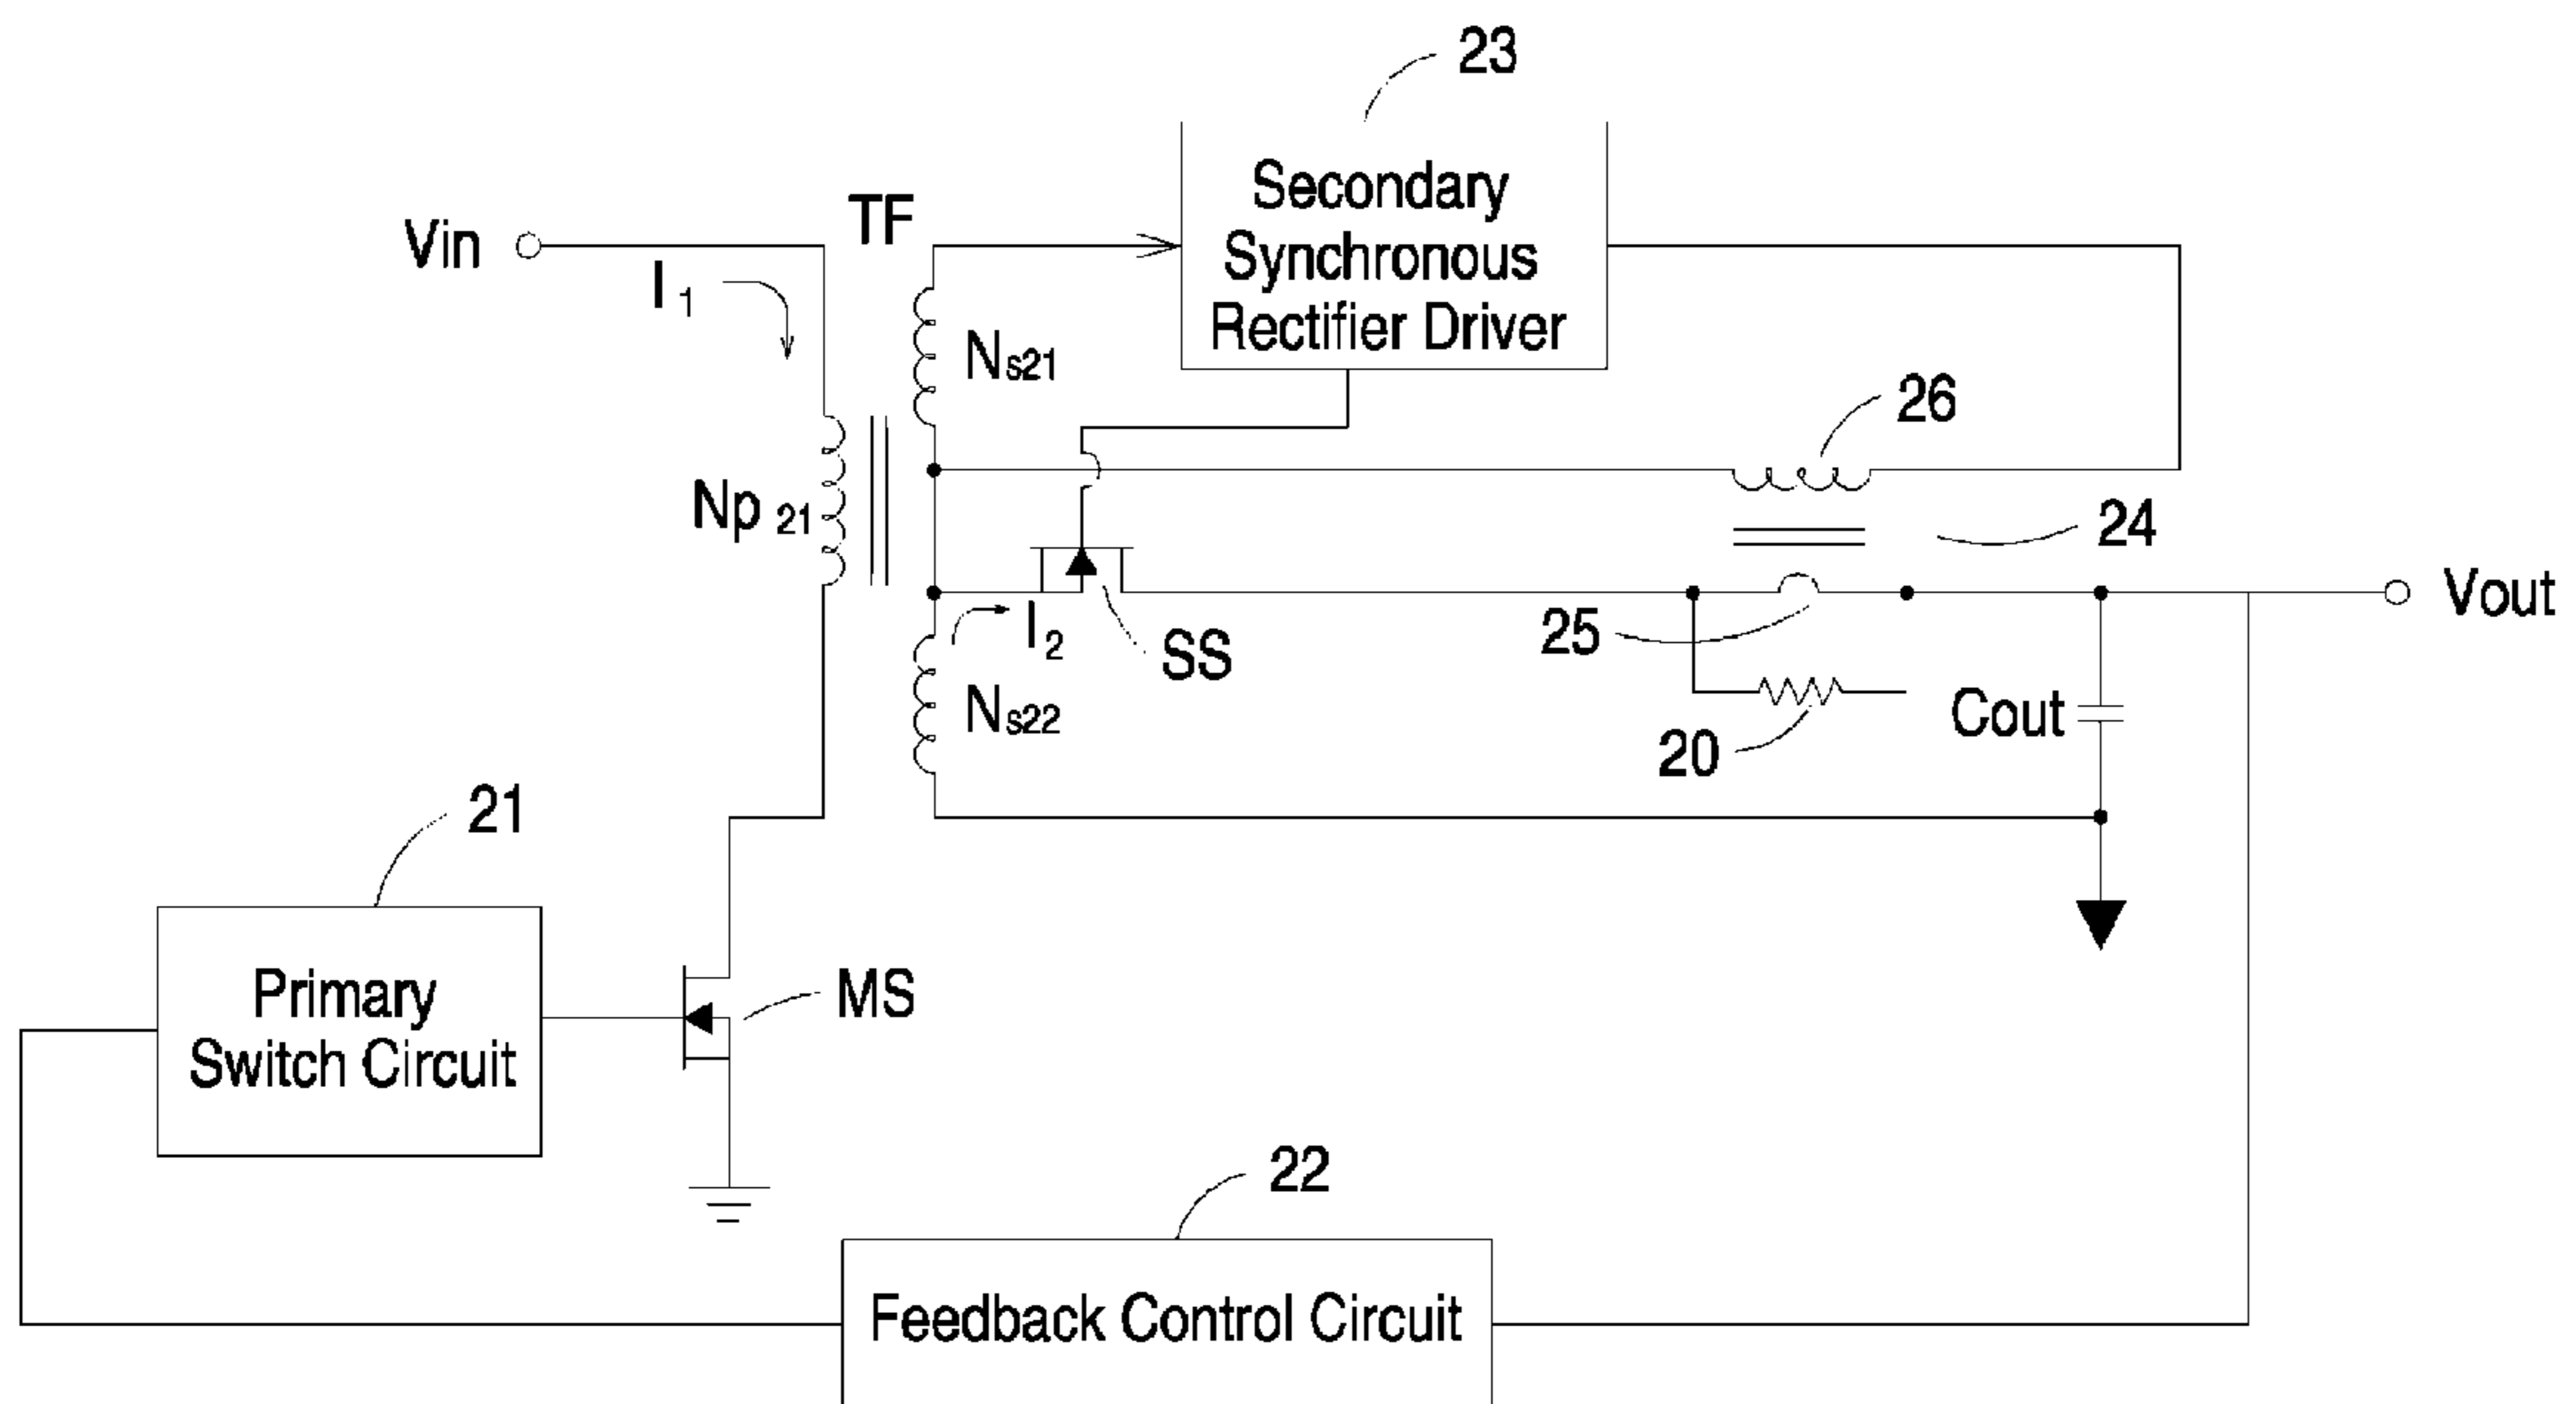 23
Secondary
Synchronous
Rectifier Driver
TF
Vin
I1
Ns21
26
Np 21
24
Vout
25
I2
SS
Ns22
Cout
20
21
Primary
Switch Circuit
MS
22
Feedback Control Circuit